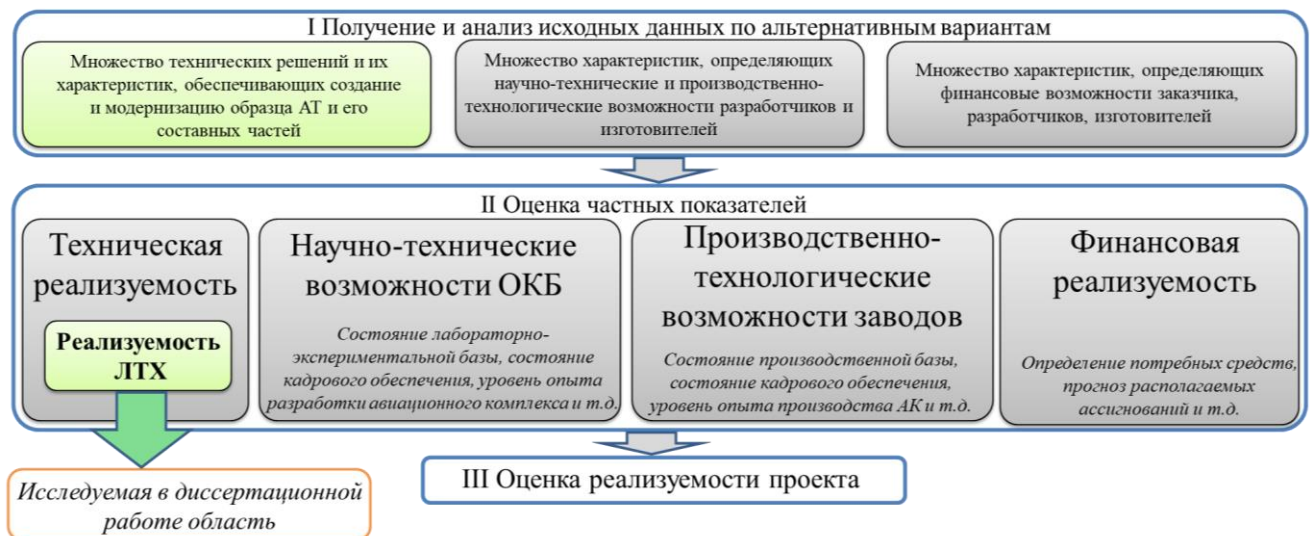 I Получение и анализ исходных данных по альтернативным вариантам
Множество технических решений и их
характеристик, обеспечивающих создание
и модернизацию образца АТ и его
составных частей
Множество характеристик, определяющих
научно-технические и производственно-
технологические возможности разработчиков и
изготовителей
Множество характеристик, определяющих
финансовые возможности заказчика,
разработчиков, изготовителей
II Оценка частных показателей
Техническая
реализуемость
Реализуемость
ЛТХ
Научно-технические
возможности ОКБ
Состояние лабораторно-
экспериментальной базы, состояние
кадрового обеспечения, уровень опыта
разработки авиационного комплекса и т.д.
Производственно-
технологические
возможности заводов
Состояние производственной базы,
состояние кадрового обеспечения,
уровень опыта производства АК и т.д.
Финансовая
реализуемость
Определение потребных средств,
прогноз располагаемых
ассигнований и т.д.
III Оценка реализуемости проекта
Исследуемая в диссертационной
работе область